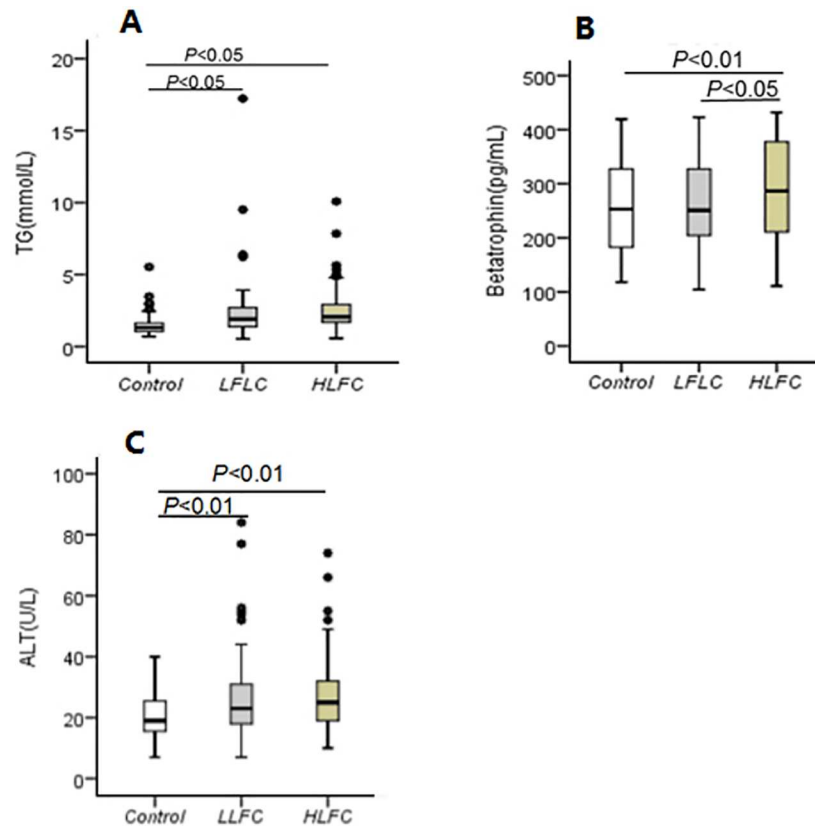 A
TG(mmol/L)
20
15
10
5
0
P<0.05
P<0.05
Control LFLC HLFC
B
Betatrophin(pg/mL)
500
400
300
200
100
0
P<0.01
P<0.05
Control LFLC HLFC
C
ALT(U/L)
100
80
60
40
20
0
P<0.01
P<0.01
Control LLFC HLFC